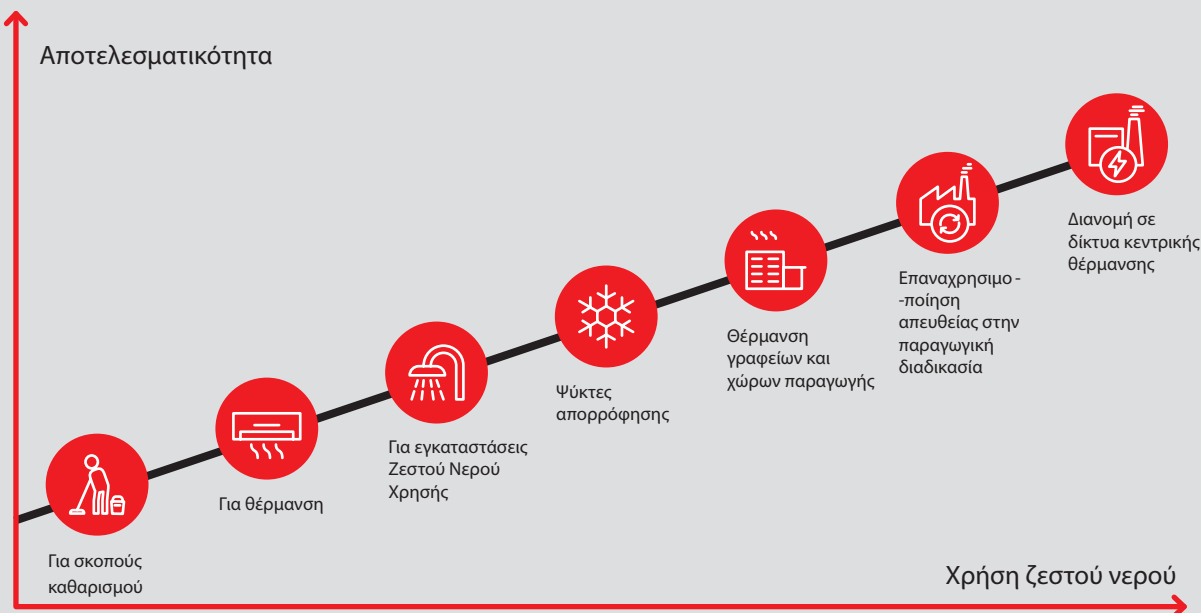 Αποτελεσματικότητα
Για σκοπούς
καθαρισμού
Για θέρμανση
Για εγκαταστάσεις
Ζεστού Νερού
Χρησής
Ψύκτες
απορρόφησης
Θέρμανση
γραφείων και
χώρων παραγωγής
Επαναχρησιμο -
-ποίηση
απευθείας στην
παραγωγική
διαδικασία
Διανομή σε
δίκτυα κεντρικής
θέρμανσης
Χρήση ζεστού νερού